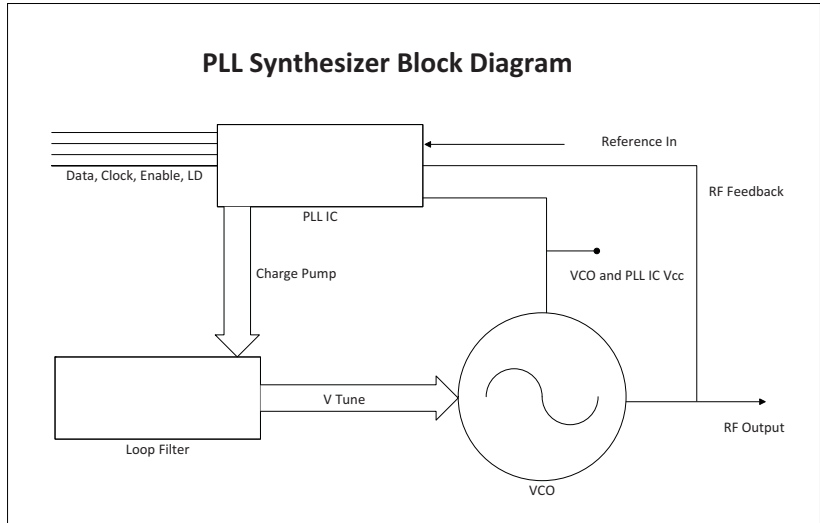 PLL Synthesizer Block Diagram
Reference In
Data, Clock, Enable, LD
RF Feedback
PLL IC
Charge Pump
VCO and PLL IC Vcc
V Tune
RF Output
Loop Filter
VCO